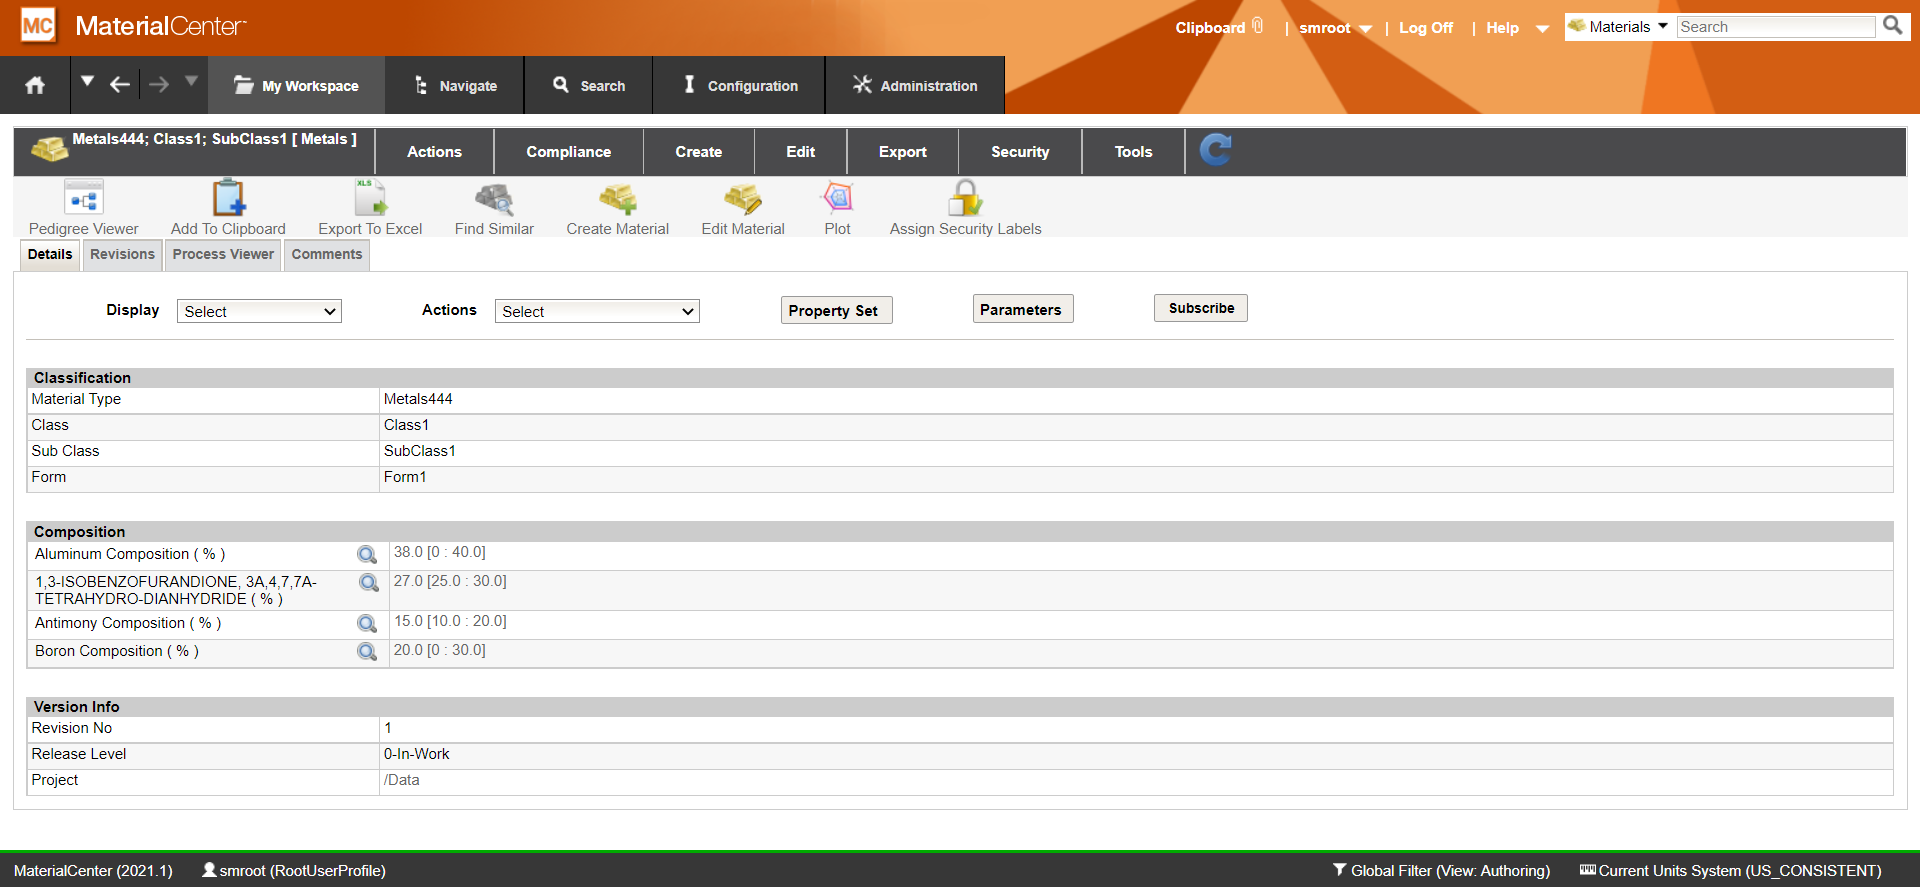 MC MaterialCenter
Clipboard | smroot | Log Off | Help Materials Search
My Workspace Navigate Search Configuration Administration
Metals444; Class1; SubClass1 [ Metals ] Actions Compliance Create Edit Export Security Tools
XLS
Pedigree Viewer Add To Clipboard Export To Excel Find Similar Create Material Edit Material Plot Assign Security Labels
Details Revisions Process Viewer Comments
Display Select Actions Select Property Set Parameters Subscribe
Classification
Material Type Metals444
Class Class1
Sub Class SubClass1
Form Form1
Composition
Aluminum Composition ( % ) 38.0 [0 : 40.0]
1,3-ISOBENZOFURANDIONE, 3A,4,7,7A- 27.0 [25.0 : 30.0]
TETRAHYDRO-DIANHYDRIDE ( % )
Antimony Composition ( % ) 15.0 [10.0 : 20.0]
Boron Composition ( % ) 20.0 [0 : 30.0]
Version Info
Revision No 1
Release Level 0-In-Work
Project /Data
MaterialCenter (2021.1) smroot (RootUserProfile) Global Filter (View: Authoring) Current Units System (US_CONSISTENT)